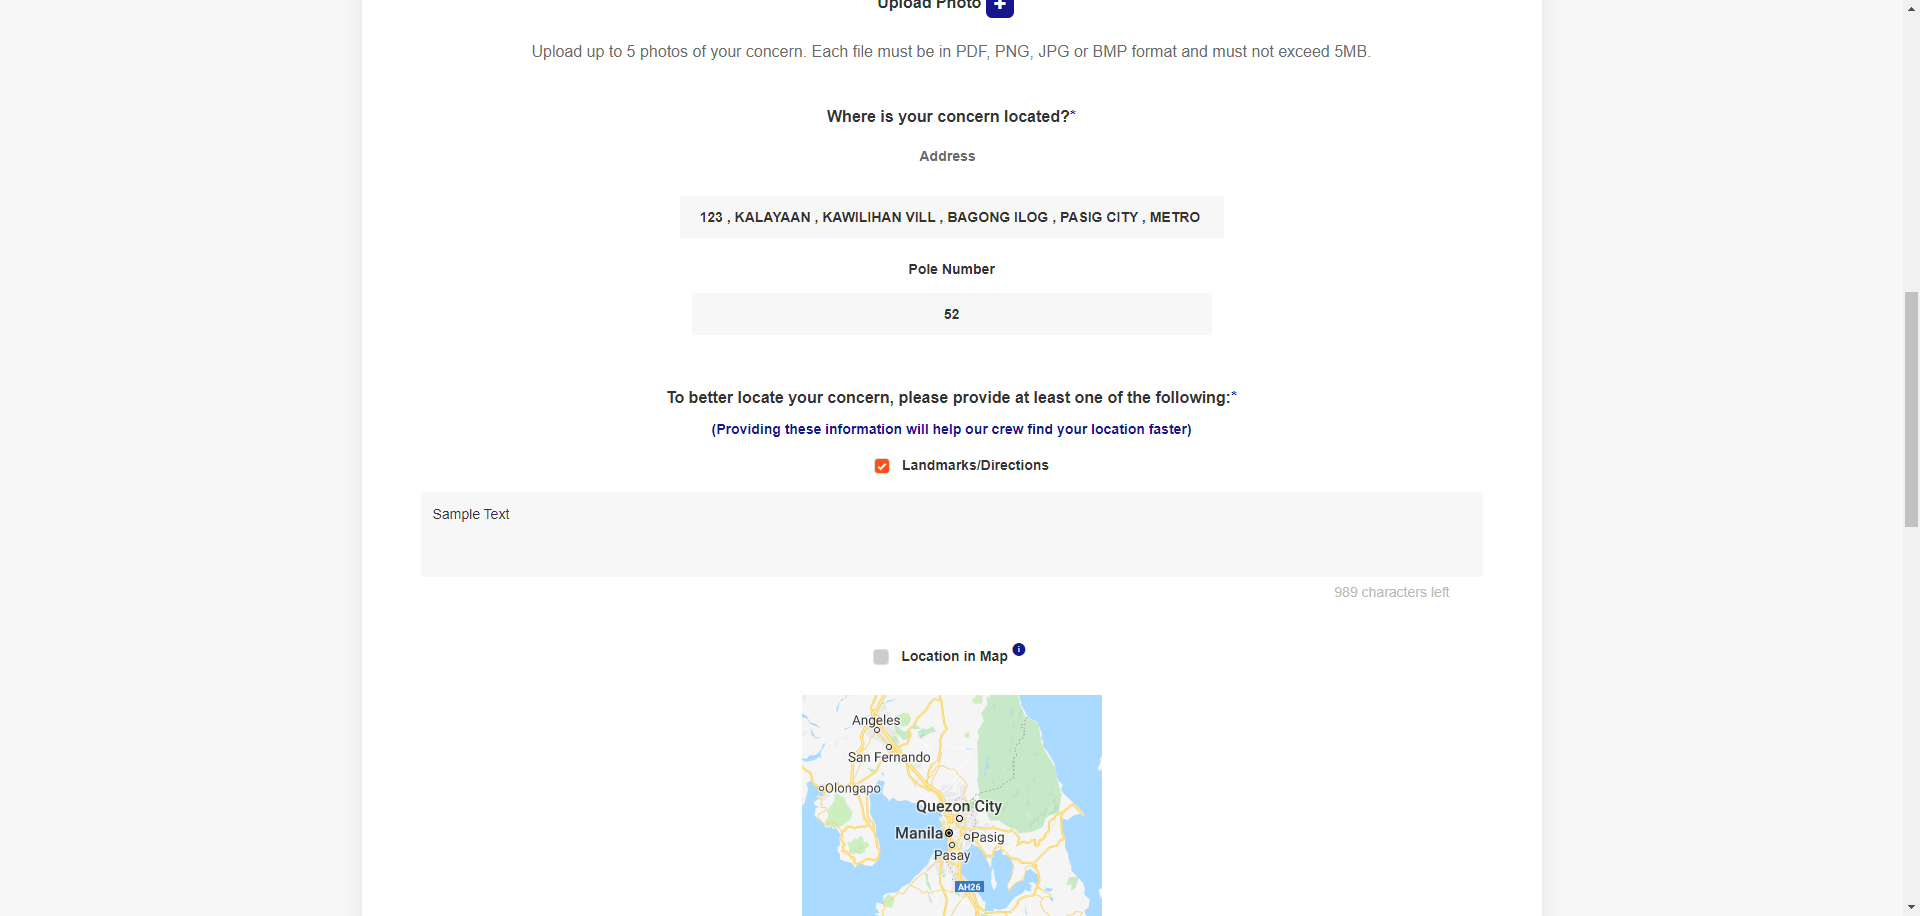 Upload Photo
Upload up to 5 photos of your concern. Each file must be in PDF, PNG, JPG or BMP format and must not exceed 5MB.
Where is your concern located?*
Address
123 , KALAYAAN , KAWILIHAN VILL , BAGONG ILOG , PASIG CITY , METRO
Pole Number
52
To better locate your concern, please provide at least one of the following:*
(Providing these information will help our crew find your location faster)
Landmarks/Directions
Sample Text
989 characters left
Location in Map
Angeles
San Fernando
Olongapo
Quezon City
Manila
Pasig
Pasay
AH26